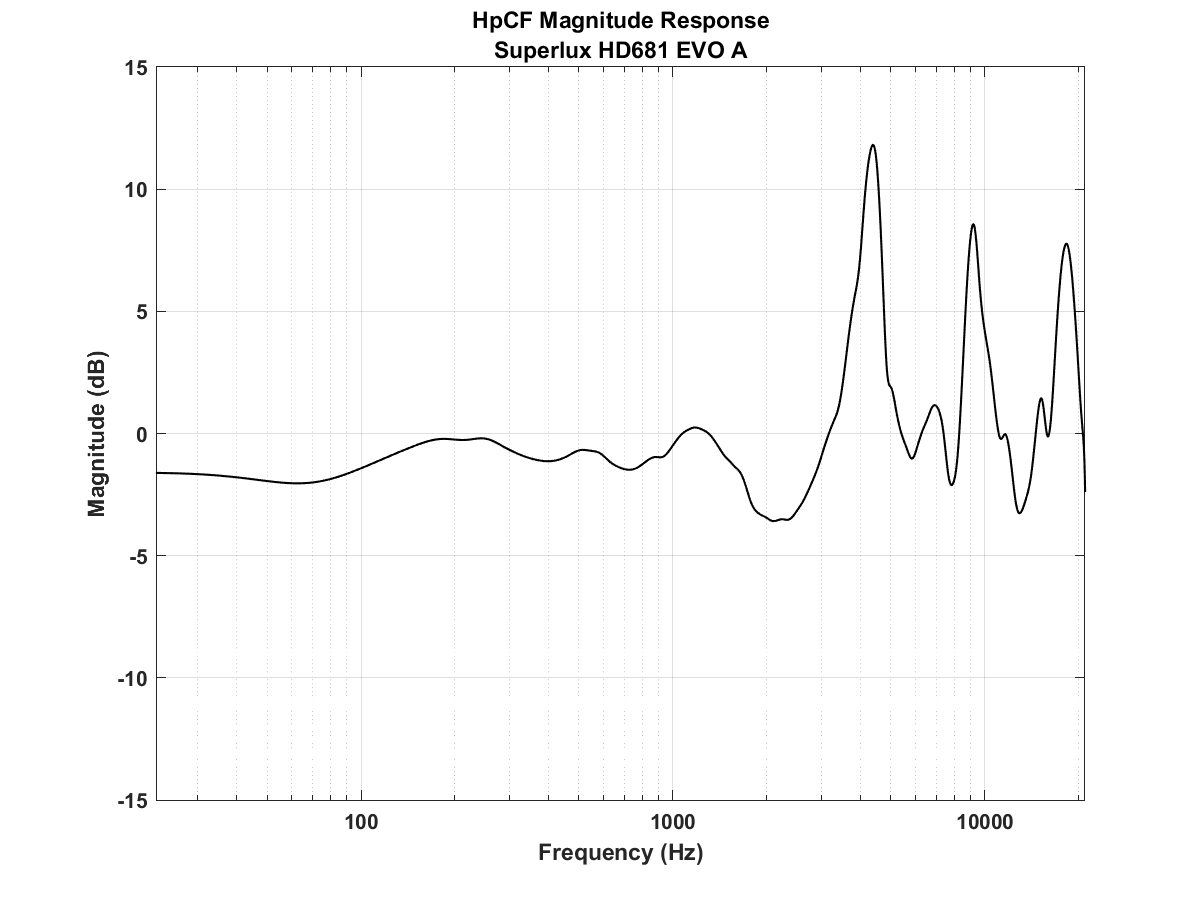 HpCF Magnitude Response
Superlux HD681 EVO A
15
10
5
0
-5
-10
-15
Magnitude (dB)
100 1000 10000
Frequency (Hz)